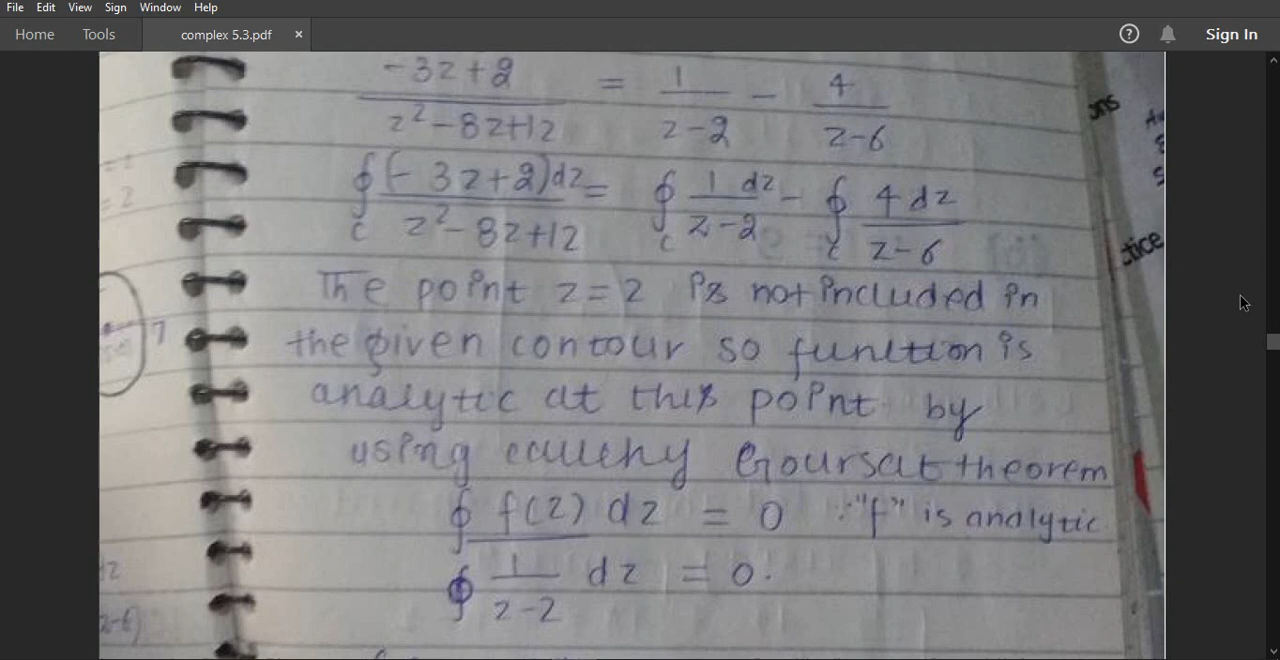 File Edit View Sign Window Help
Home Tools complex 5.3.pdf × ? Sign In
-3z+2 / z²-8z+12 = 1 / z-2 - 4 / z-6
∮c (-3z+2)dz / z²-8z+12 = ∮c 1 dz / z-2 - ∮c 4 dz / z-6
The point z=2 is not included in
the given contour so function is
analytic at this point by
using cauchy Goursat theorem
∮ f(z) dz = 0 ∵"f" is analytic
∮ 1 / z-2 dz = 0.
ons
ctice
7